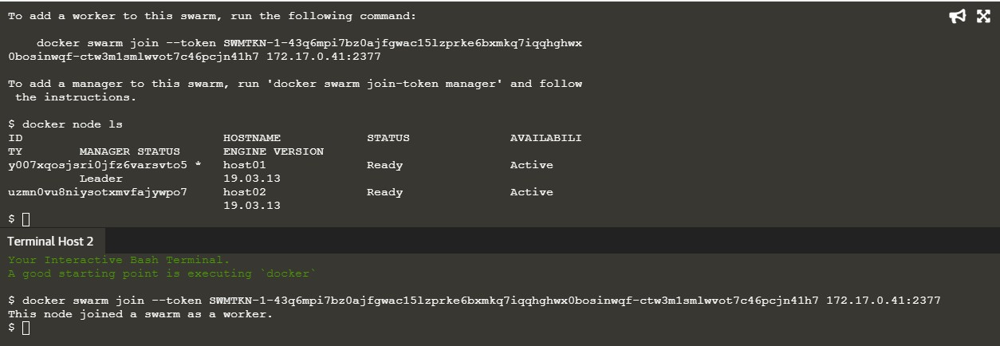 To add a worker to this swarm, run the following command:
docker swarm join --token SWMTKN-1-43q6mpi7bz0ajfgwac15lzprke6bxmkq7iqqhghwx
0bosinwqf-ctw3m1smlwvot7c46pcjn41h7 172.17.0.41:2377
To add a manager to this swarm, run 'docker swarm join-token manager' and follow
the instructions.
$ docker node ls
ID HOSTNAME STATUS AVAILABILI
TY MANAGER STATUS ENGINE VERSION
y007xqosjsri0jfz6varsvto5 * host01 Ready Active
Leader 19.03.13
uzmn0vu8niysotxmvfajywpo7 host02 Ready Active
19.03.13
$
Terminal Host 2
Your Interactive Bash Terminal.
A good starting point is executing `docker`
$ docker swarm join --token SWMTKN-1-43q6mpi7bz0ajfgwac15lzprke6bxmkq7iqqhghwx0bosinwqf-ctw3m1smlwvot7c46pcjn41h7 172.17.0.41:2377
This node joined a swarm as a worker.
$